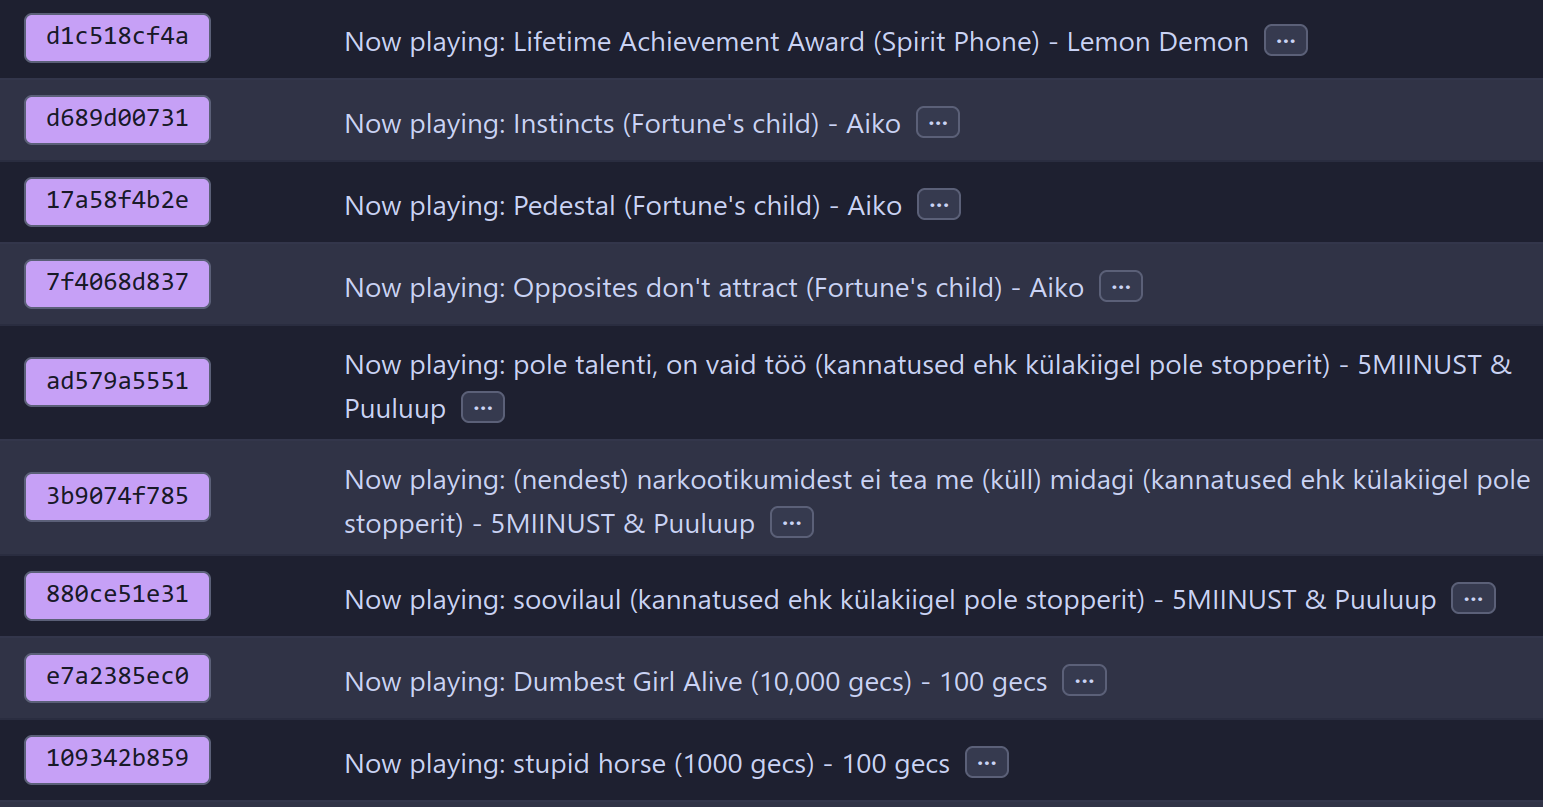 d1c518cf4a Now playing: Lifetime Achievement Award (Spirit Phone) - Lemon Demon ...
d689d00731 Now playing: Instincts (Fortune's child) - Aiko ...
17a58f4b2e Now playing: Pedestal (Fortune's child) - Aiko ...
7f4068d837 Now playing: Opposites don't attract (Fortune's child) - Aiko ...
ad579a5551 Now playing: pole talenti, on vaid töö (kannatused ehk külakiigel pole stopperit) - 5MIINUST &
Puuluup ...
3b9074f785 Now playing: (nendest) narkootikumidest ei tea me (küll) midagi (kannatused ehk külakiigel pole
stopperit) - 5MIINUST & Puuluup ...
880ce51e31 Now playing: soovilaul (kannatused ehk külakiigel pole stopperit) - 5MIINUST & Puuluup ...
e7a2385ec0 Now playing: Dumbest Girl Alive (10,000 gecs) - 100 gecs ...
109342b859 Now playing: stupid horse (1000 gecs) - 100 gecs ...